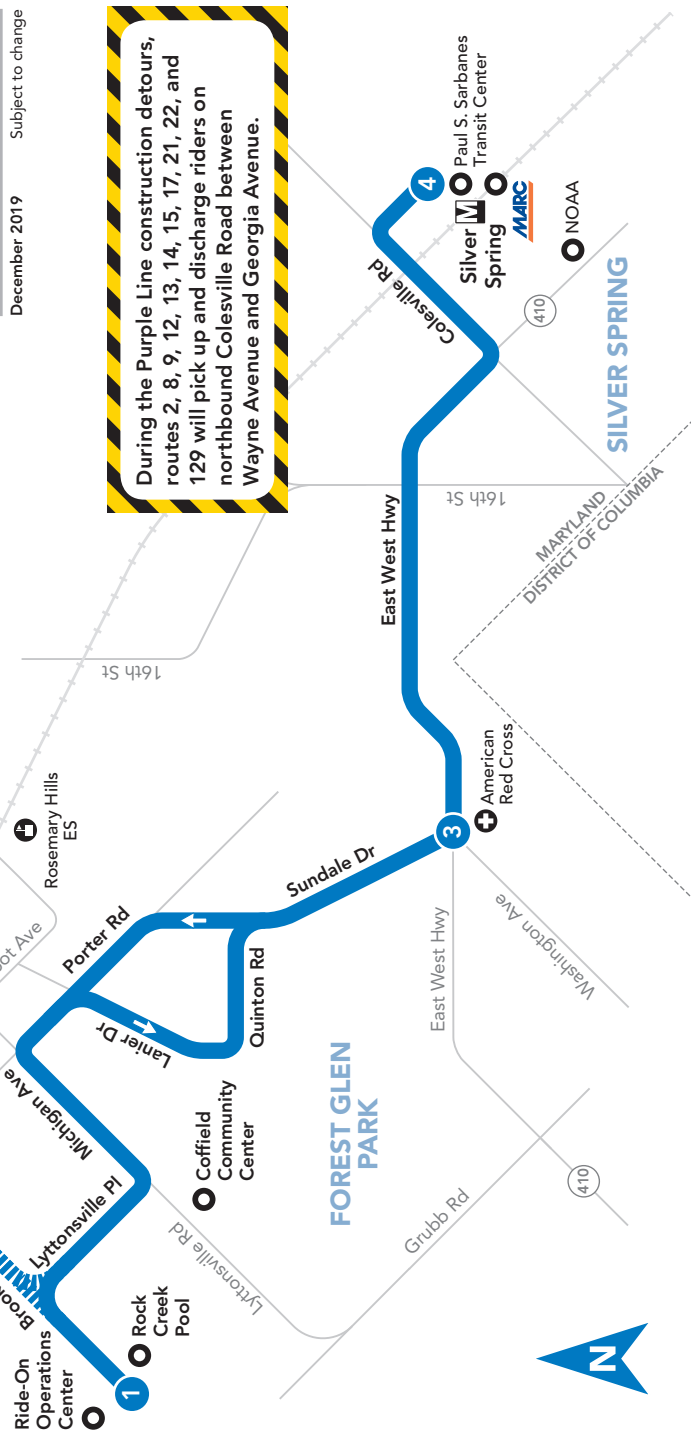 December 2019
Subject to change
During the Purple Line construction detours,
routes 2, 8, 9, 12, 13, 14, 15, 17, 21, 22, and
129 will pick up and discharge riders on
northbound Colesville Road between
Wayne Avenue and Georgia Avenue.
Ride-On
Operations
Center
1
Rock
Creek
Pool
Lyttonsville Pl
Michigan Ave
Lyttonsville Rd
Coffield
Community
Center
Porter Rd
Lanier Dr
Quinton Rd
Rosemary Hills
ES
Sundale Dr
16th St
FOREST GLEN
PARK
Grubb Rd
410
East West Hwy
Washington Ave
3
American
Red Cross
East West Hwy
16th St
MARYLAND
DISTRICT OF COLUMBIA
Colesville Rd
4
Paul S. Sarbanes
Transit Center
Silver M
Spring
MARC
NOAA
410
SILVER SPRING
N